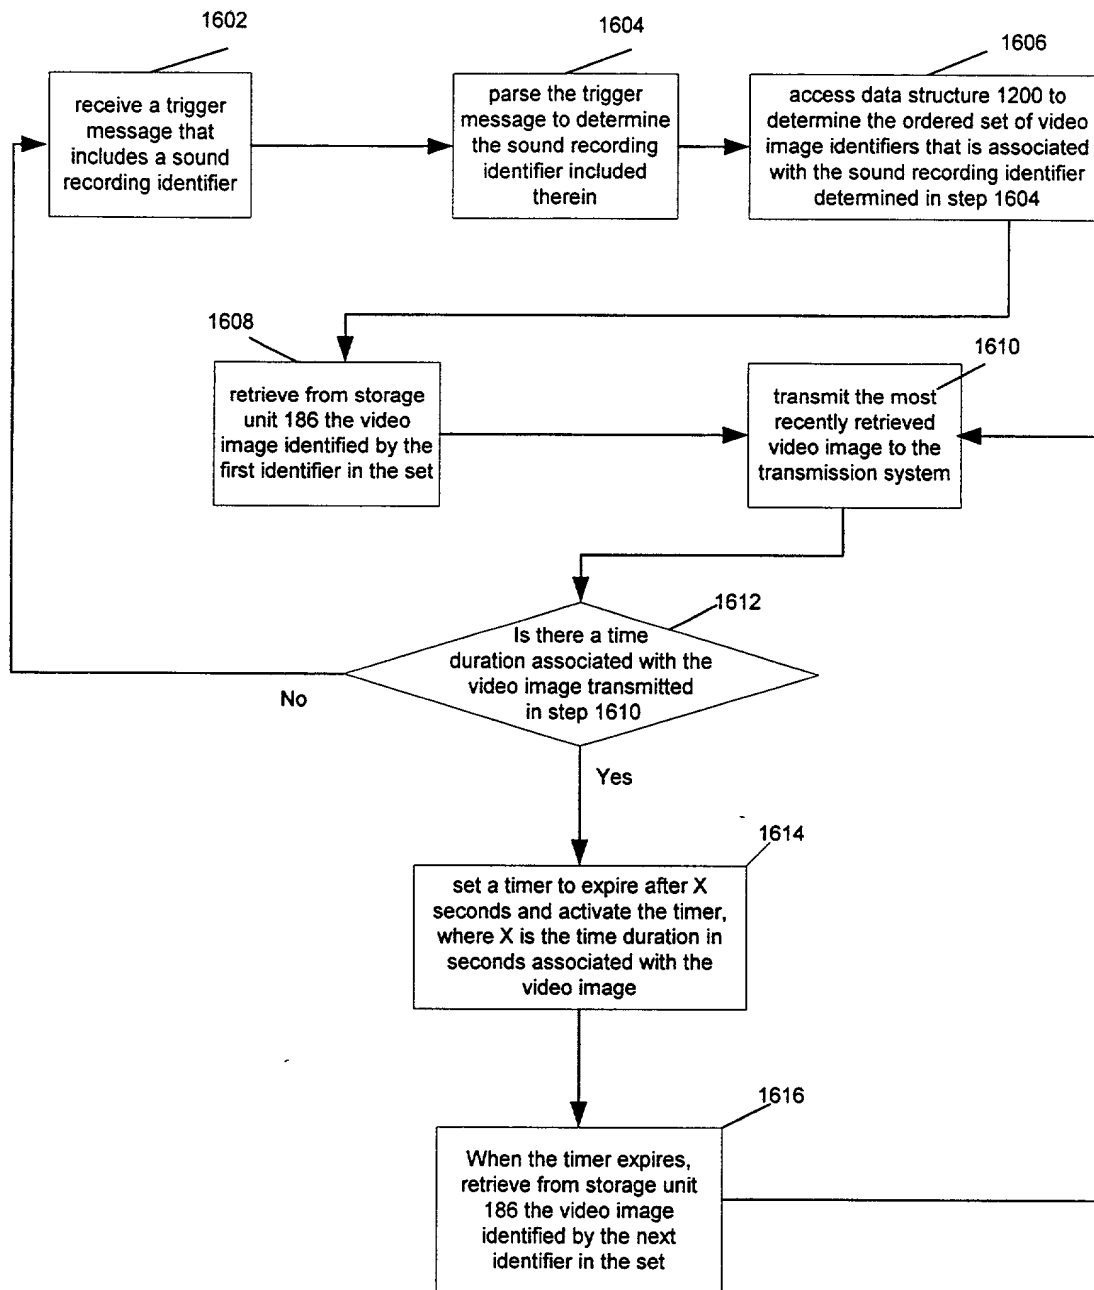 1602
receive a trigger
message that
includes a sound
recording identifier
1604
parse the trigger
message to determine
the sound recording
identifier included
therein
1606
access data structure 1200 to
determine the ordered set of video
image identifiers that is associated
with the sound recording identifier
determined in step 1604
1608
retrieve from storage
unit 186 the video
image identified by the
first identifier in the set
1610
transmit the most
recently retrieved
video image to the
transmission system
1612
Is there a time
duration associated with the
video image transmitted
in step 1610
No
Yes
1614
set a timer to expire after X
seconds and activate the timer,
where X is the time duration in
seconds associated with the
video image
1616
When the timer expires,
retrieve from storage unit
186 the video image
identified by the next
identifier in the set